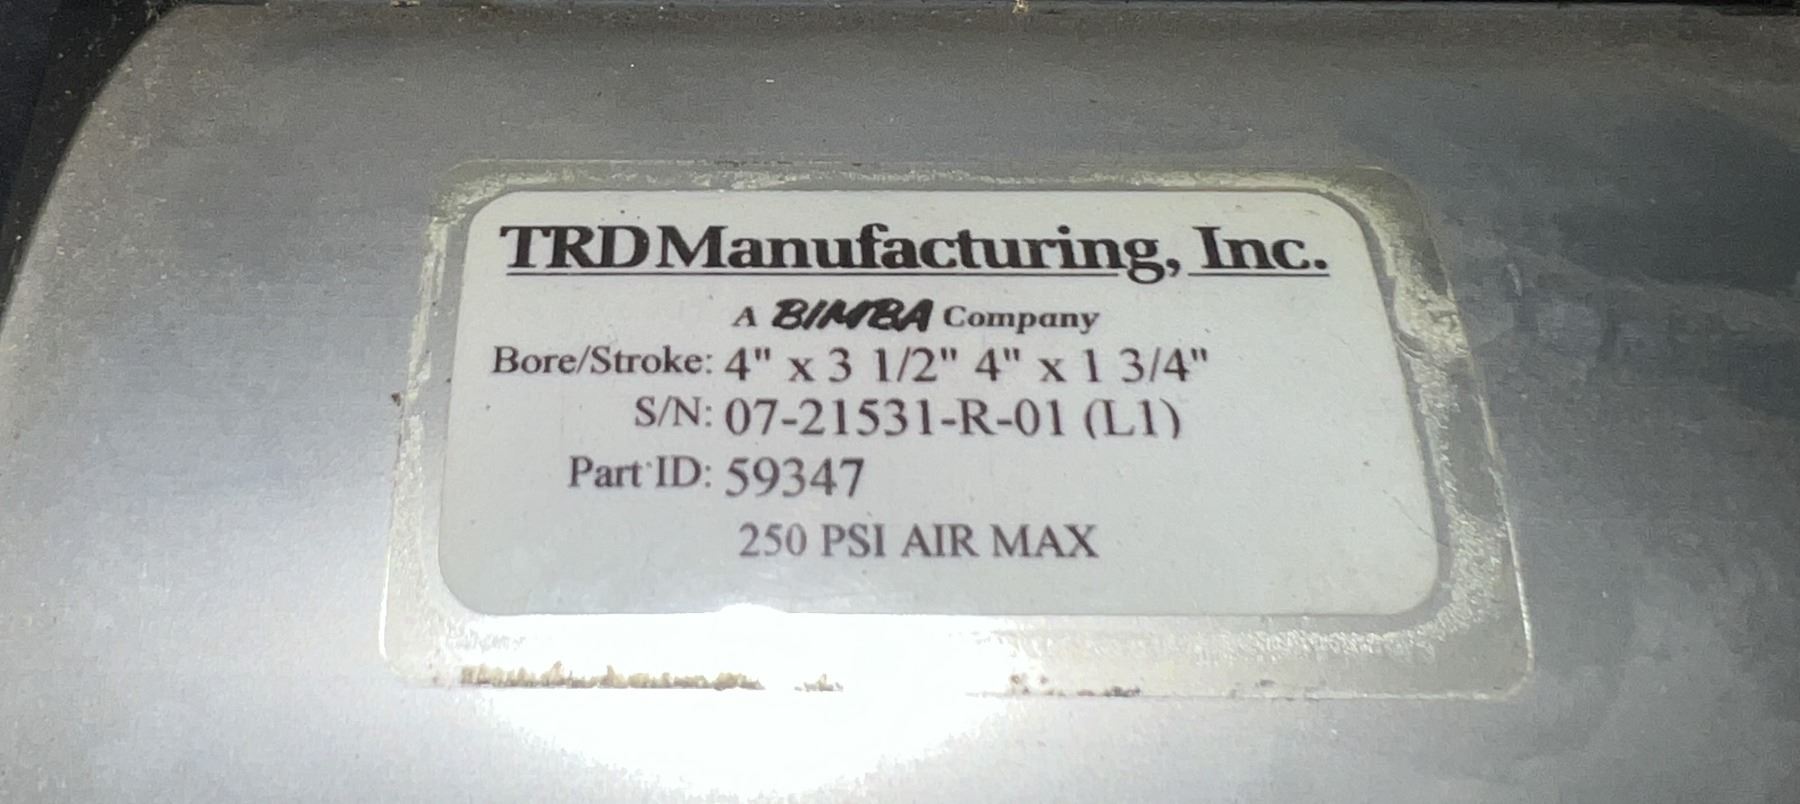 TRD Manufacturing, Inc.
A BIMBA Company
Bore/Stroke: 4" x 3 1/2" 4" x 1 3/4"
S/N: 07-21531-R-01 (L1)
Part ID: 59347
250 PSI AIR MAX